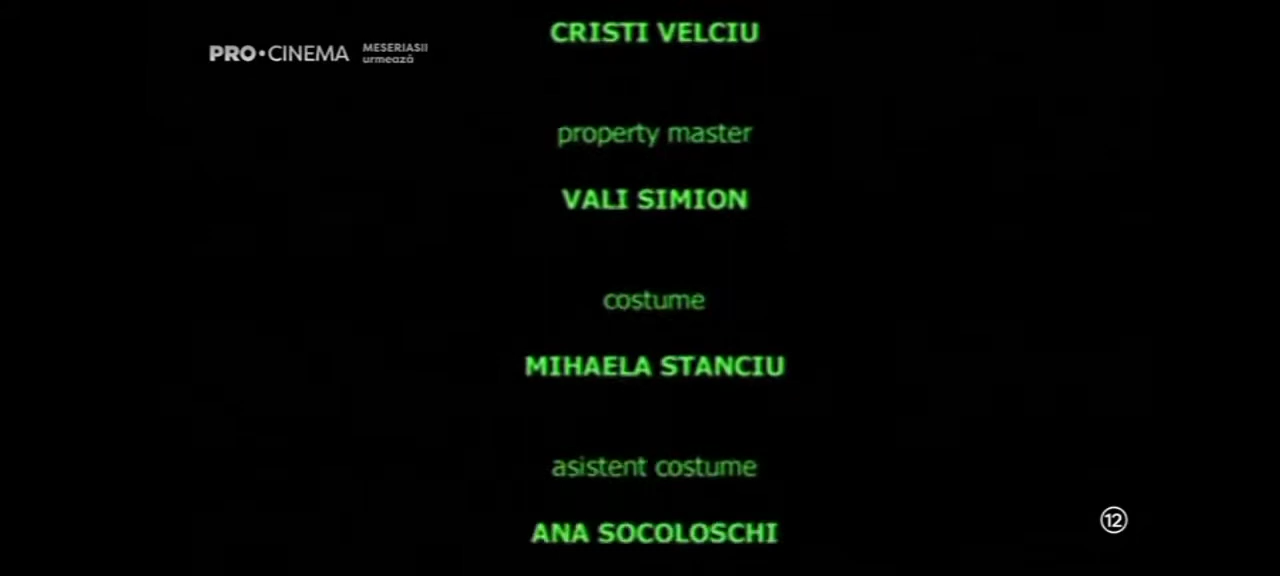 CRISTI VELCIU
PRO•CINEMA
MESERIASII
urmează
property master
VALI SIMION
costume
MIHAELA STANCIU
asistent costume
12
ANA SOCOLOSCHI